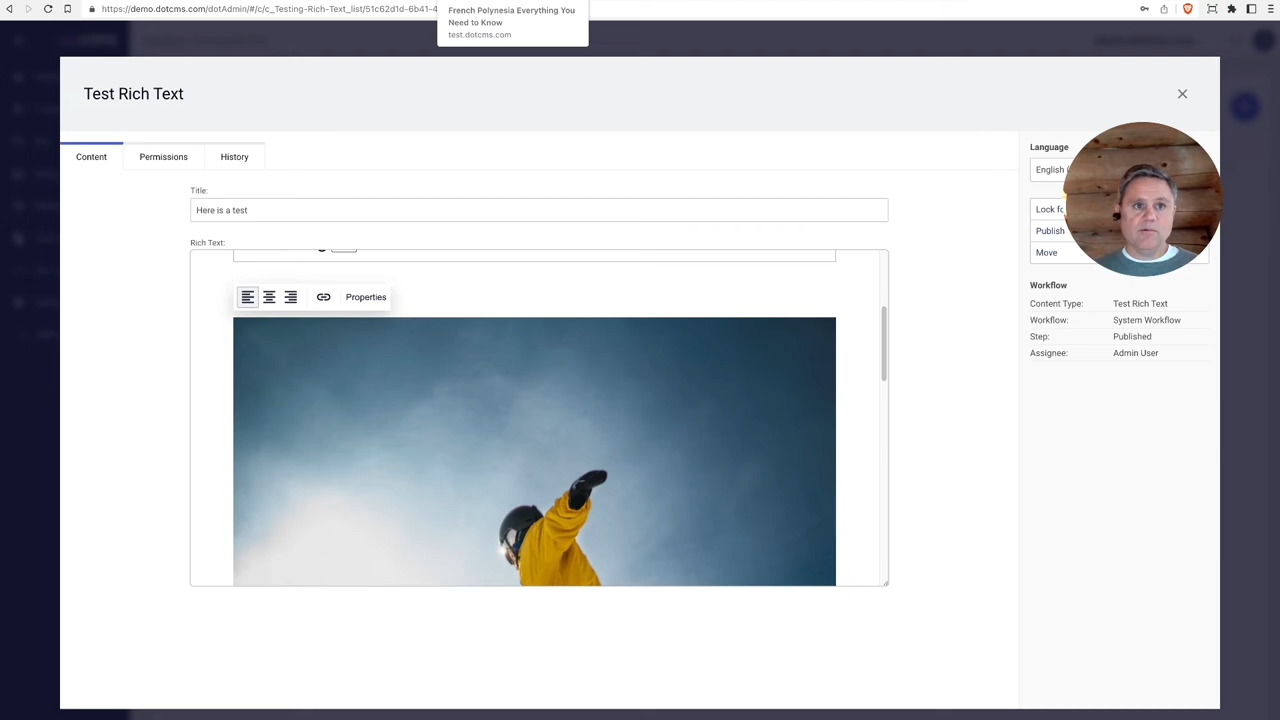 https://demo.dotcms.com/dotAdmin/#/c/c_Testing-Rich-Text_list/51c62d1d-6b41-4
French Polynesia Everything You
Need to Know
test.dotcms.com
Test Rich Text
Content
Permissions
History
Title:
Here is a test
Rich Text:
Properties
Language
English (
Lock fo
Publish
Move
Workflow
Content Type: Test Rich Text
Workflow: System Workflow
Step: Published
Assignee: Admin User